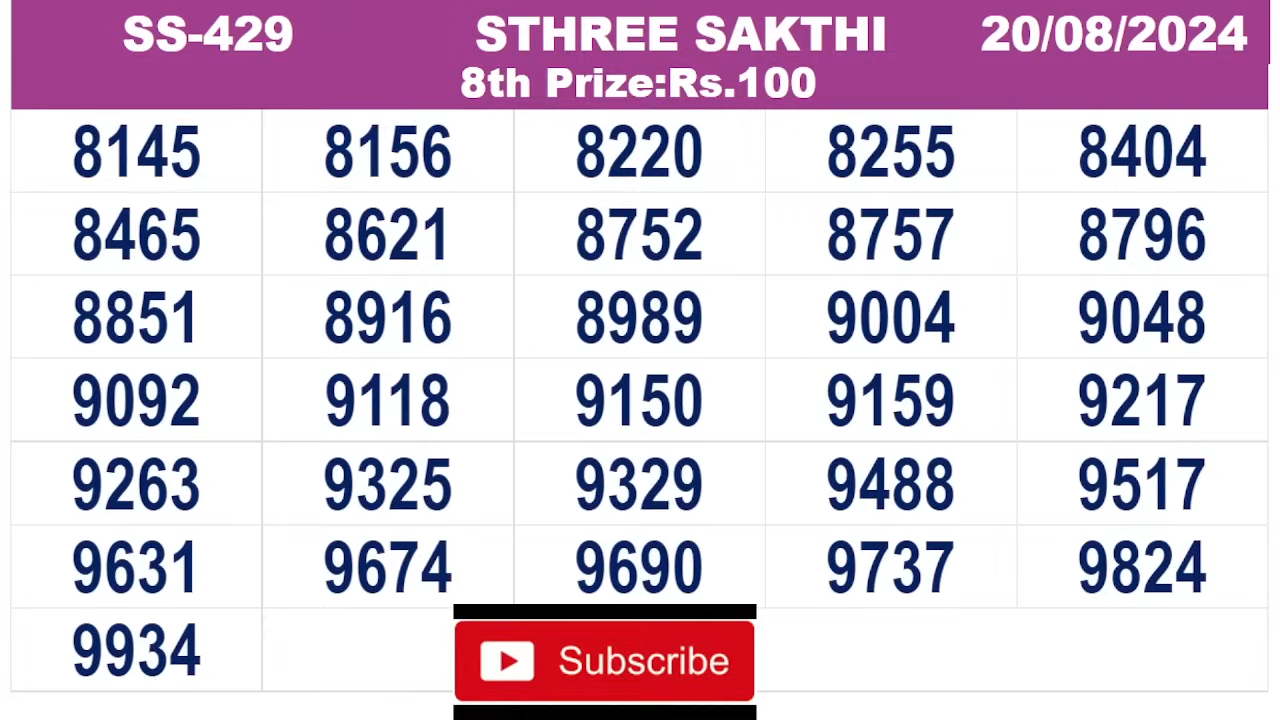 SS-429 STHREE SAKTHI 20/08/2024
8th Prize:Rs.100
8145 8156 8220 8255 8404
8465 8621 8752 8757 8796
8851 8916 8989 9004 9048
9092 9118 9150 9159 9217
9263 9325 9329 9488 9517
9631 9674 9690 9737 9824
9934
Subscribe